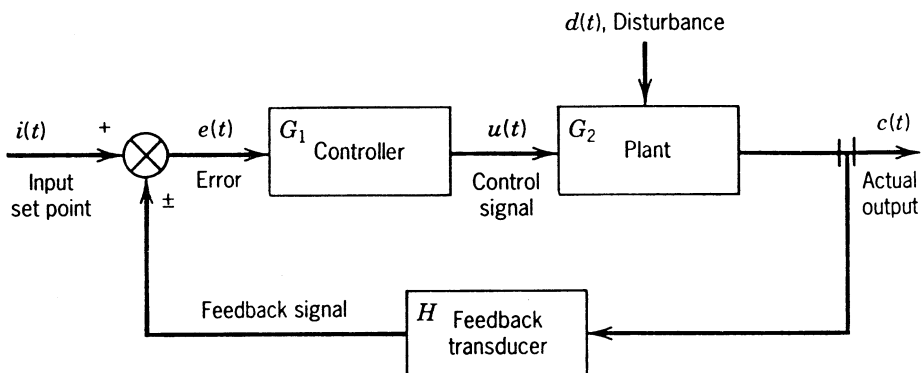 d(t), Disturbance
i(t)
+
e(t)
G₁
Controller
u(t)
G₂
Plant
c(t)
Input
set point
±
Error
Control
signal
Actual
output
Feedback signal
H
Feedback
transducer